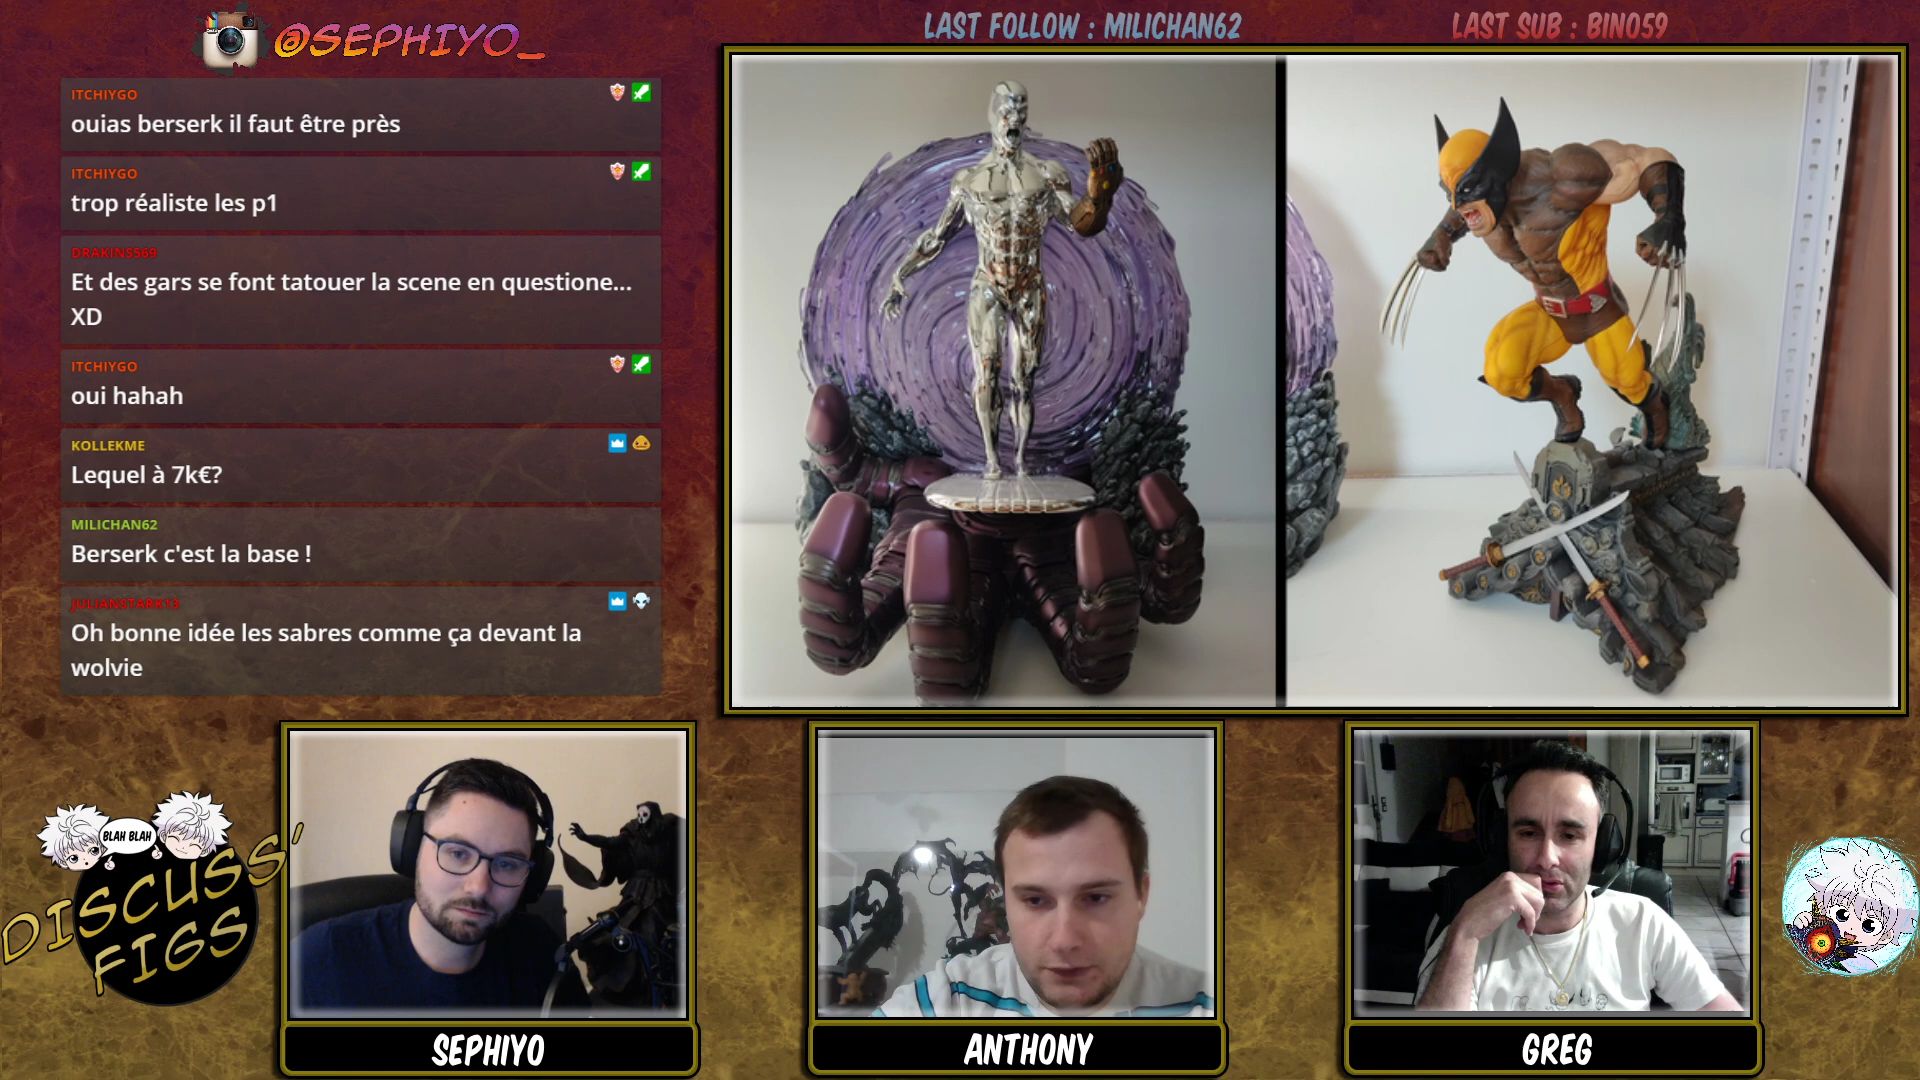 @SEPHIYO_
LAST FOLLOW : MILICHAN62
LAST SUB : BINO59
ITCHIYGO
ouias berserk il faut être près
ITCHIYGO
trop réaliste les p1
DRAKINS569
Et des gars se font tatouer la scene en questione...
XD
ITCHIYGO
oui hahah
KOLLEKME
Lequel à 7k€?
MILICHAN62
Berserk c'est la base !
JULIANSTARK13
Oh bonne idée les sabres comme ça devant la
wolvie
BLAH BLAH
DISCUSS'
FIGS
SEPHIYO
ANTHONY
GREG